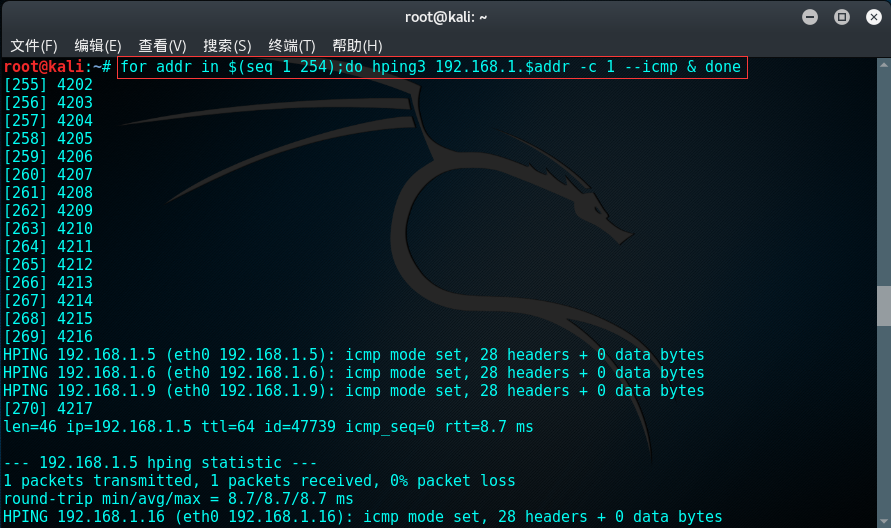 root@kali: ~
文件(F) 编辑(E) 查看(V) 搜索(S) 终端(T) 帮助(H)
root@kali:~# for addr in $(seq 1 254);do hping3 192.168.1.$addr -c 1 --icmp & done
[255] 4202
[256] 4203
[257] 4204
[258] 4205
[259] 4206
[260] 4207
[261] 4208
[262] 4209
[263] 4210
[264] 4211
[265] 4212
[266] 4213
[267] 4214
[268] 4215
[269] 4216
HPING 192.168.1.5 (eth0 192.168.1.5): icmp mode set, 28 headers + 0 data bytes
HPING 192.168.1.6 (eth0 192.168.1.6): icmp mode set, 28 headers + 0 data bytes
HPING 192.168.1.9 (eth0 192.168.1.9): icmp mode set, 28 headers + 0 data bytes
[270] 4217
len=46 ip=192.168.1.5 ttl=64 id=47739 icmp_seq=0 rtt=8.7 ms
--- 192.168.1.5 hping statistic ---
1 packets transmitted, 1 packets received, 0% packet loss
round-trip min/avg/max = 8.7/8.7/8.7 ms
HPING 192.168.1.16 (eth0 192.168.1.16): icmp mode set, 28 headers + 0 data bytes